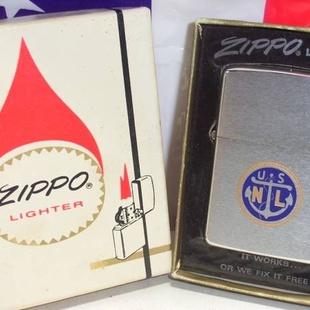 ZIPPO®
LIGHTER
ZIPPO®
U S
N L
IT WORKS...
OR WE FIX IT FREE